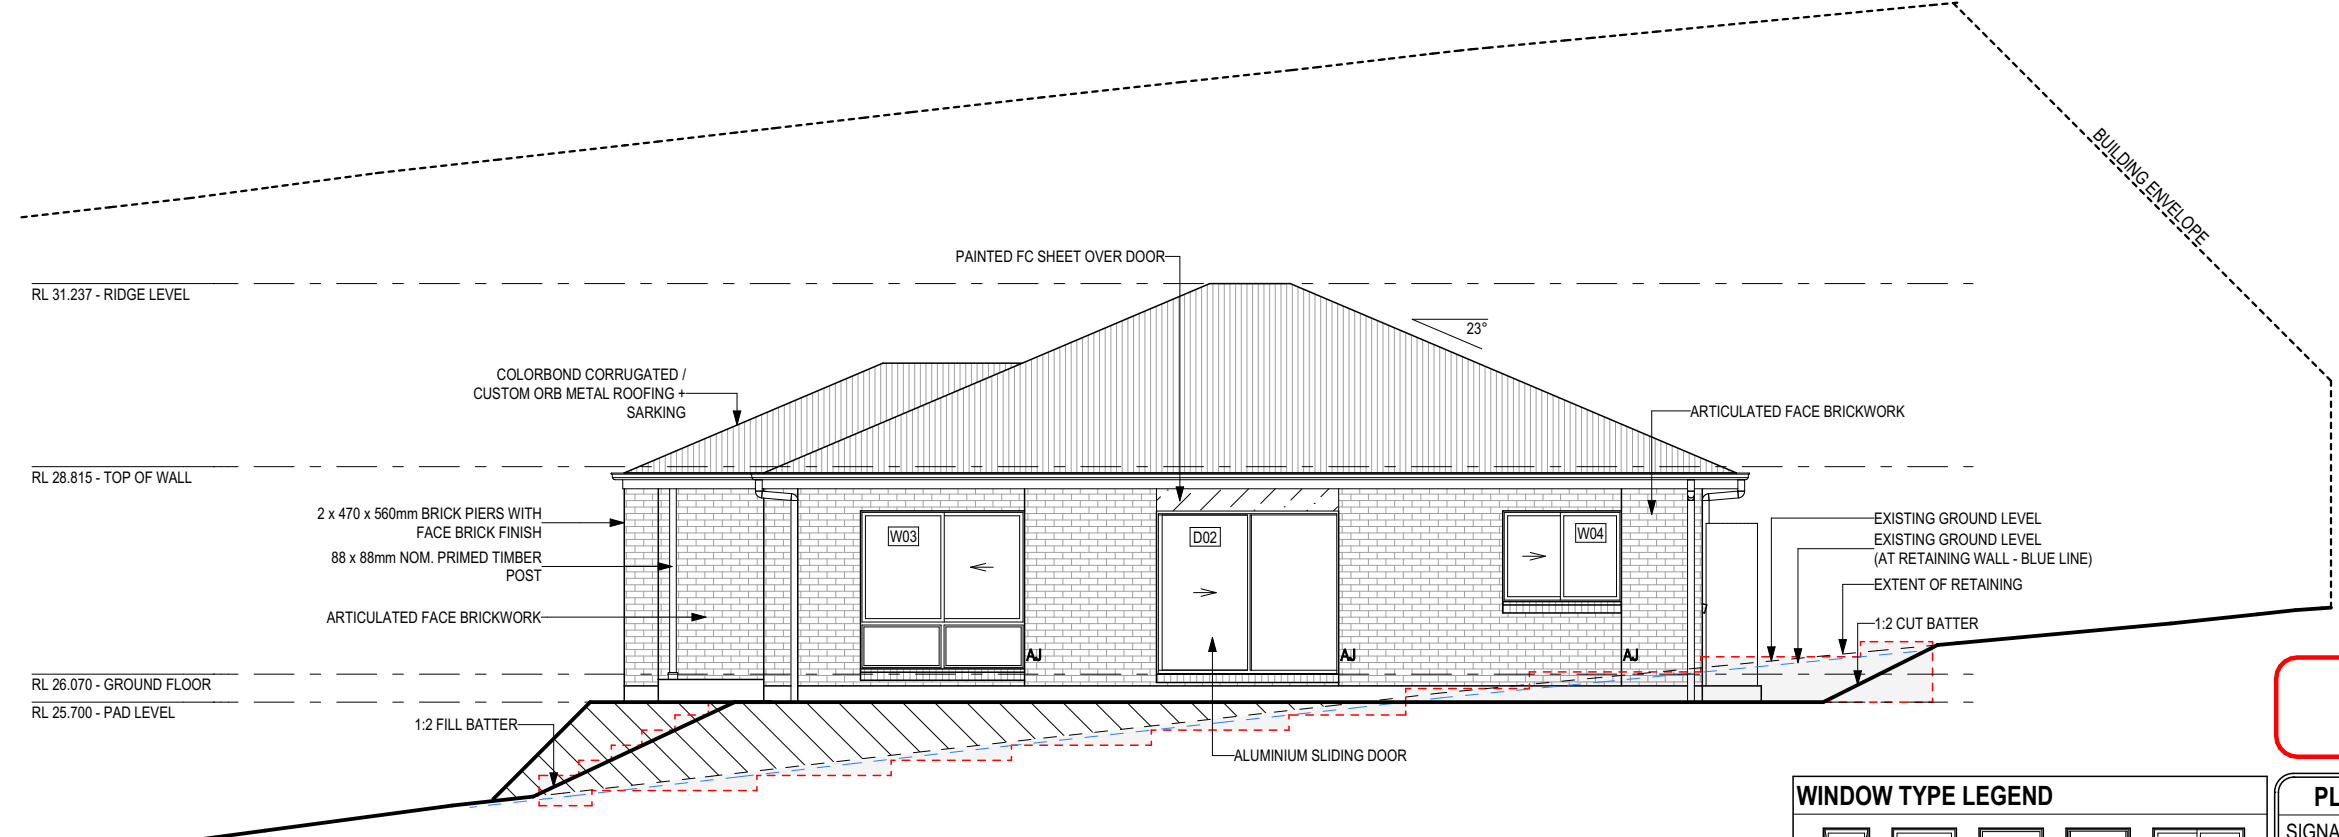 BUILDING ENVELOPE
PAINTED FC SHEET OVER DOOR
RL 31.237 - RIDGE LEVEL
23°
COLORBOND CORRUGATED /
CUSTOM ORB METAL ROOFING +
SARKING
ARTICULATED FACE BRICKWORK
RL 28.815 - TOP OF WALL
2 x 470 x 560mm BRICK PIERS WITH
FACE BRICK FINISH
88 x 88mm NOM. PRIMED TIMBER
POST
ARTICULATED FACE BRICKWORK
W03
D02
W04
EXISTING GROUND LEVEL
EXISTING GROUND LEVEL
(AT RETAINING WALL - BLUE LINE)
EXTENT OF RETAINING
1:2 CUT BATTER
AJ
AJ
AJ
RL 26.070 - GROUND FLOOR
RL 25.700 - PAD LEVEL
1:2 FILL BATTER
ALUMINIUM SLIDING DOOR
WINDOW TYPE LEGEND
PL
SIGNA